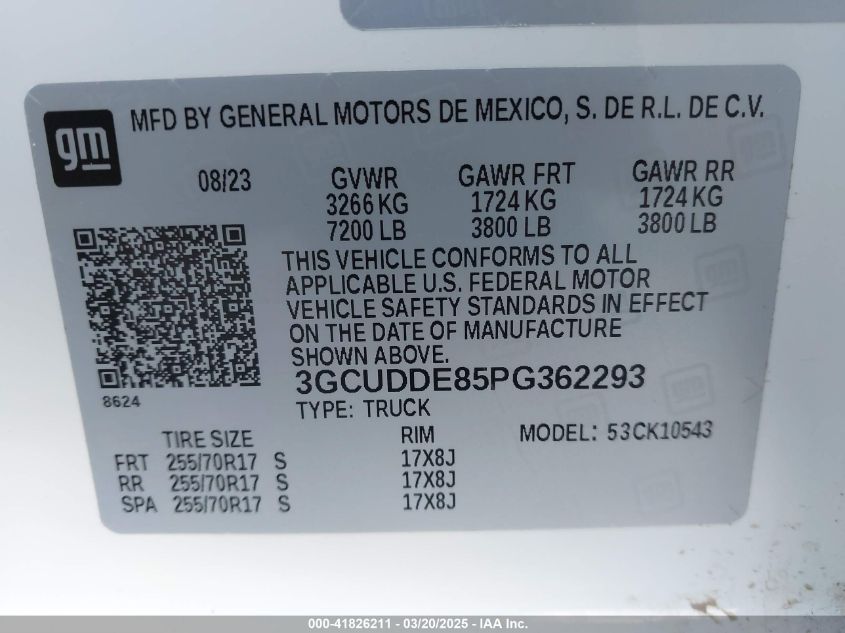 gm
MFD BY GENERAL MOTORS DE MEXICO, S. DE R.L. DE C.V.
08/23
GVWR
3266 KG
7200 LB
GAWR FRT
1724 KG
3800 LB
GAWR RR
1724 KG
3800 LB
THIS VEHICLE CONFORMS TO ALL
APPLICABLE U.S. FEDERAL MOTOR
VEHICLE SAFETY STANDARDS IN EFFECT
ON THE DATE OF MANUFACTURE
SHOWN ABOVE.
3GCUDDE85PG362293
8624
TYPE: TRUCK
TIRE SIZE RIM MODEL: 53CK10543
FRT 255/70R17 S 17X8J
RR 255/70R17 S 17X8J
SPA 255/70R17 S 17X8J
000-41826211 - 03/20/2025 - IAA Inc.